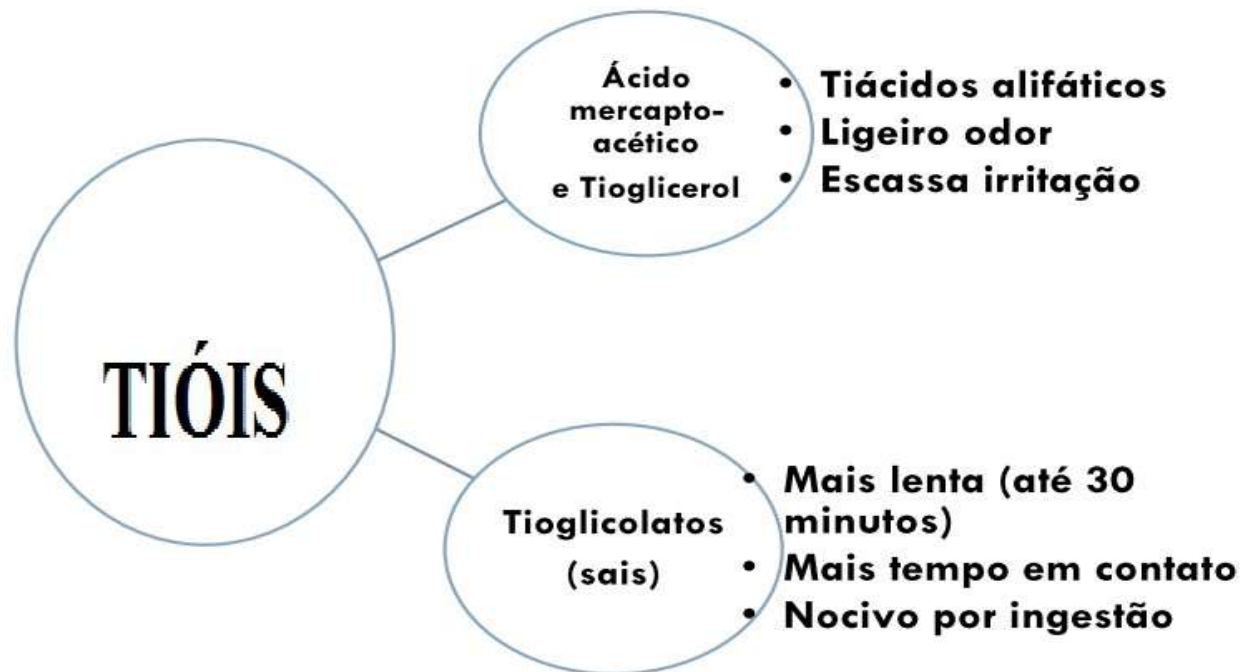 TIÓIS
Ácido
mercapto-
acético
e Tioglicerol
• Tiácidos alifáticos
• Ligeiro odor
• Escassa irritação
Tioglicolatos
(sais)
• Mais lenta (até 30
minutos)
• Mais tempo em contato
• Nocivo por ingestão